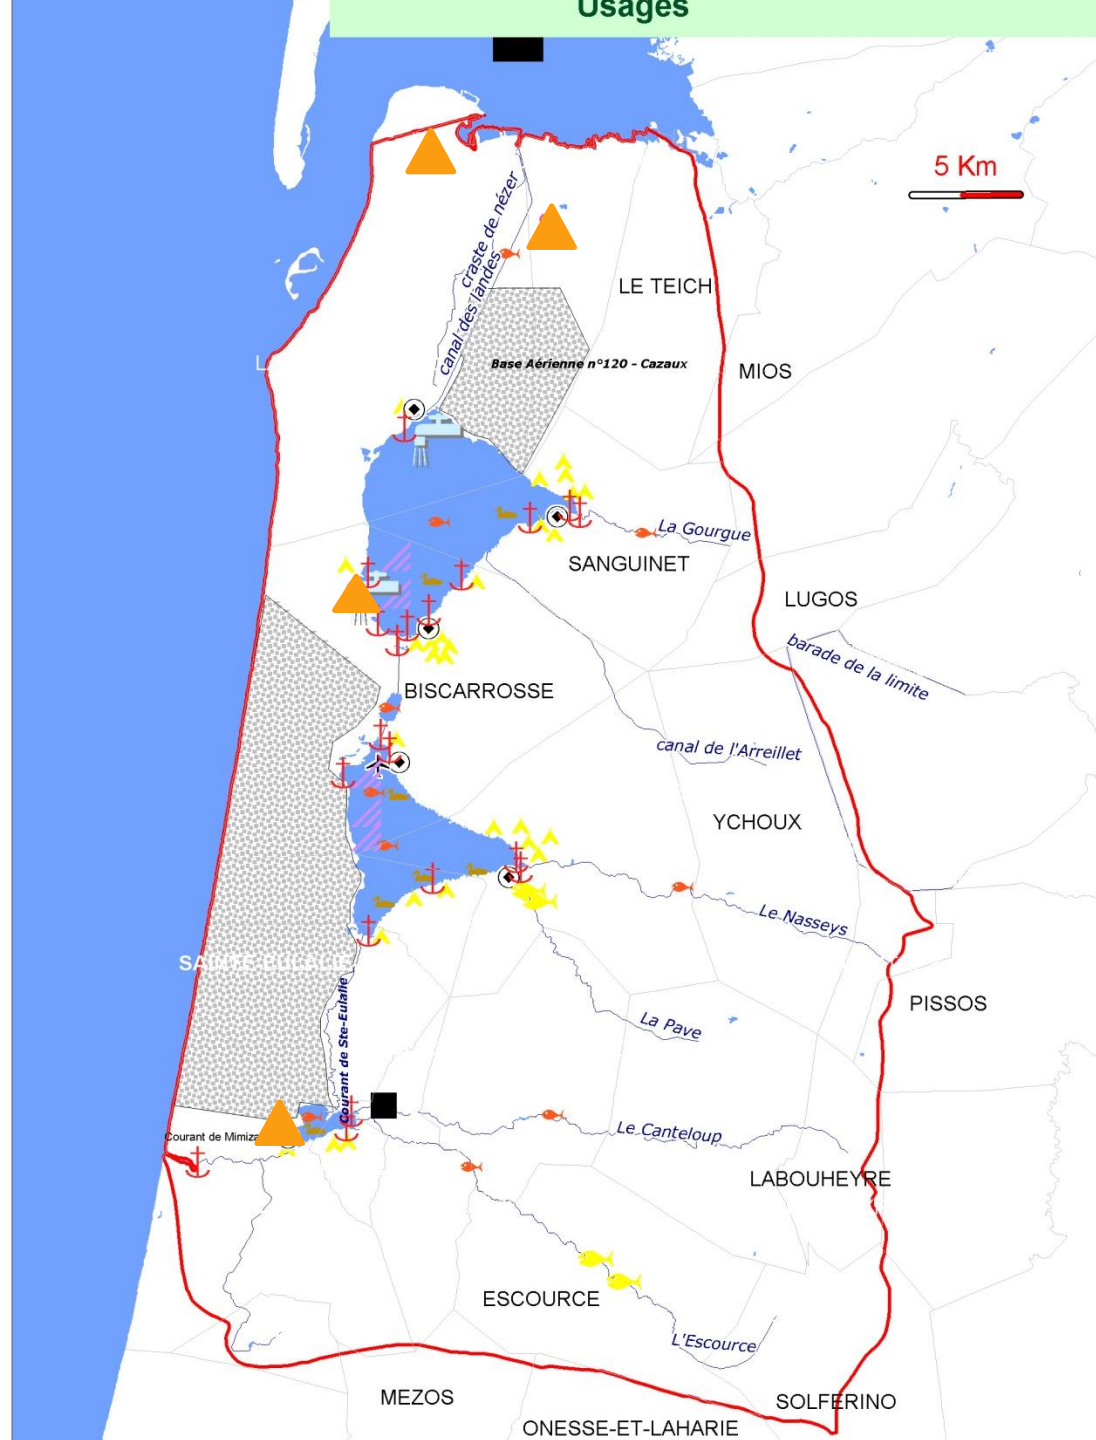 Usages
5 Km
craste de nézer
canal des landes
LE TEICH
Base Aérienne n°120 - Cazaux
MIOS
La Gourgue
SANGUINET
LUGOS
barade de la limite
BISCARROSSE
canal de l'Arreillet
YCHOUX
Le Nasseys
SAINTE EULALIE
PISSOS
Courant de Ste-Eulalie
La Pave
Courant de Mimiza
Le Canteloup
LABOUHEYRE
ESCOURCE
L'Escource
MEZOS
SOLFERINO
ONESSE-ET-LAHARIE